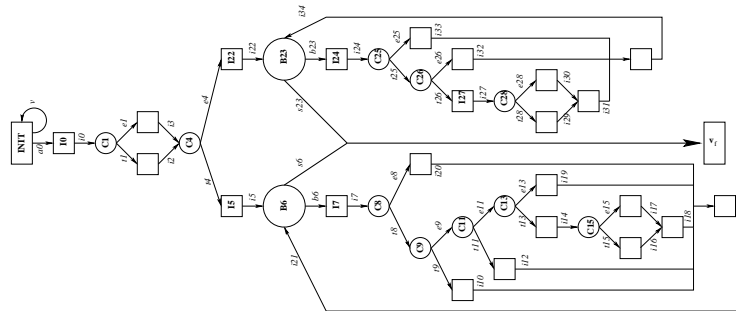 INIT
v
a0
I0
i0
C1
e1
t1
i3
i2
C4
e4
t4
I22
i22
B23
b23
s23
I24
i24
C25
e25
t25
i33
C26
e26
t26
i32
I27
i27
C28
e28
t28
i30
i29
i31
i34
v_f
I5
i5
B6
b6
s6
I7
i7
C8
e8
t8
i20
C9
e9
t9
i10
C11
e11
t11
i12
C13
e13
t13
i19
i14
C15
e15
t15
i17
i16
i18
i21